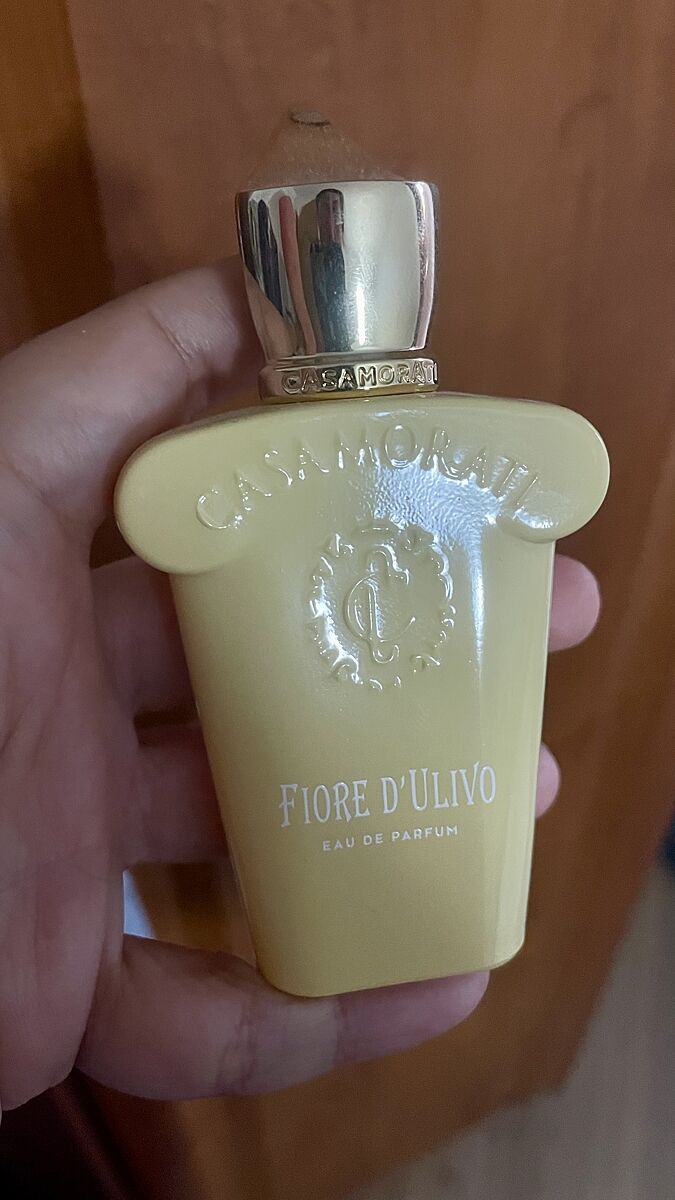 CASAMORATI
CASAMORATI
FIORE D'ULIVO
EAU DE PARFUM